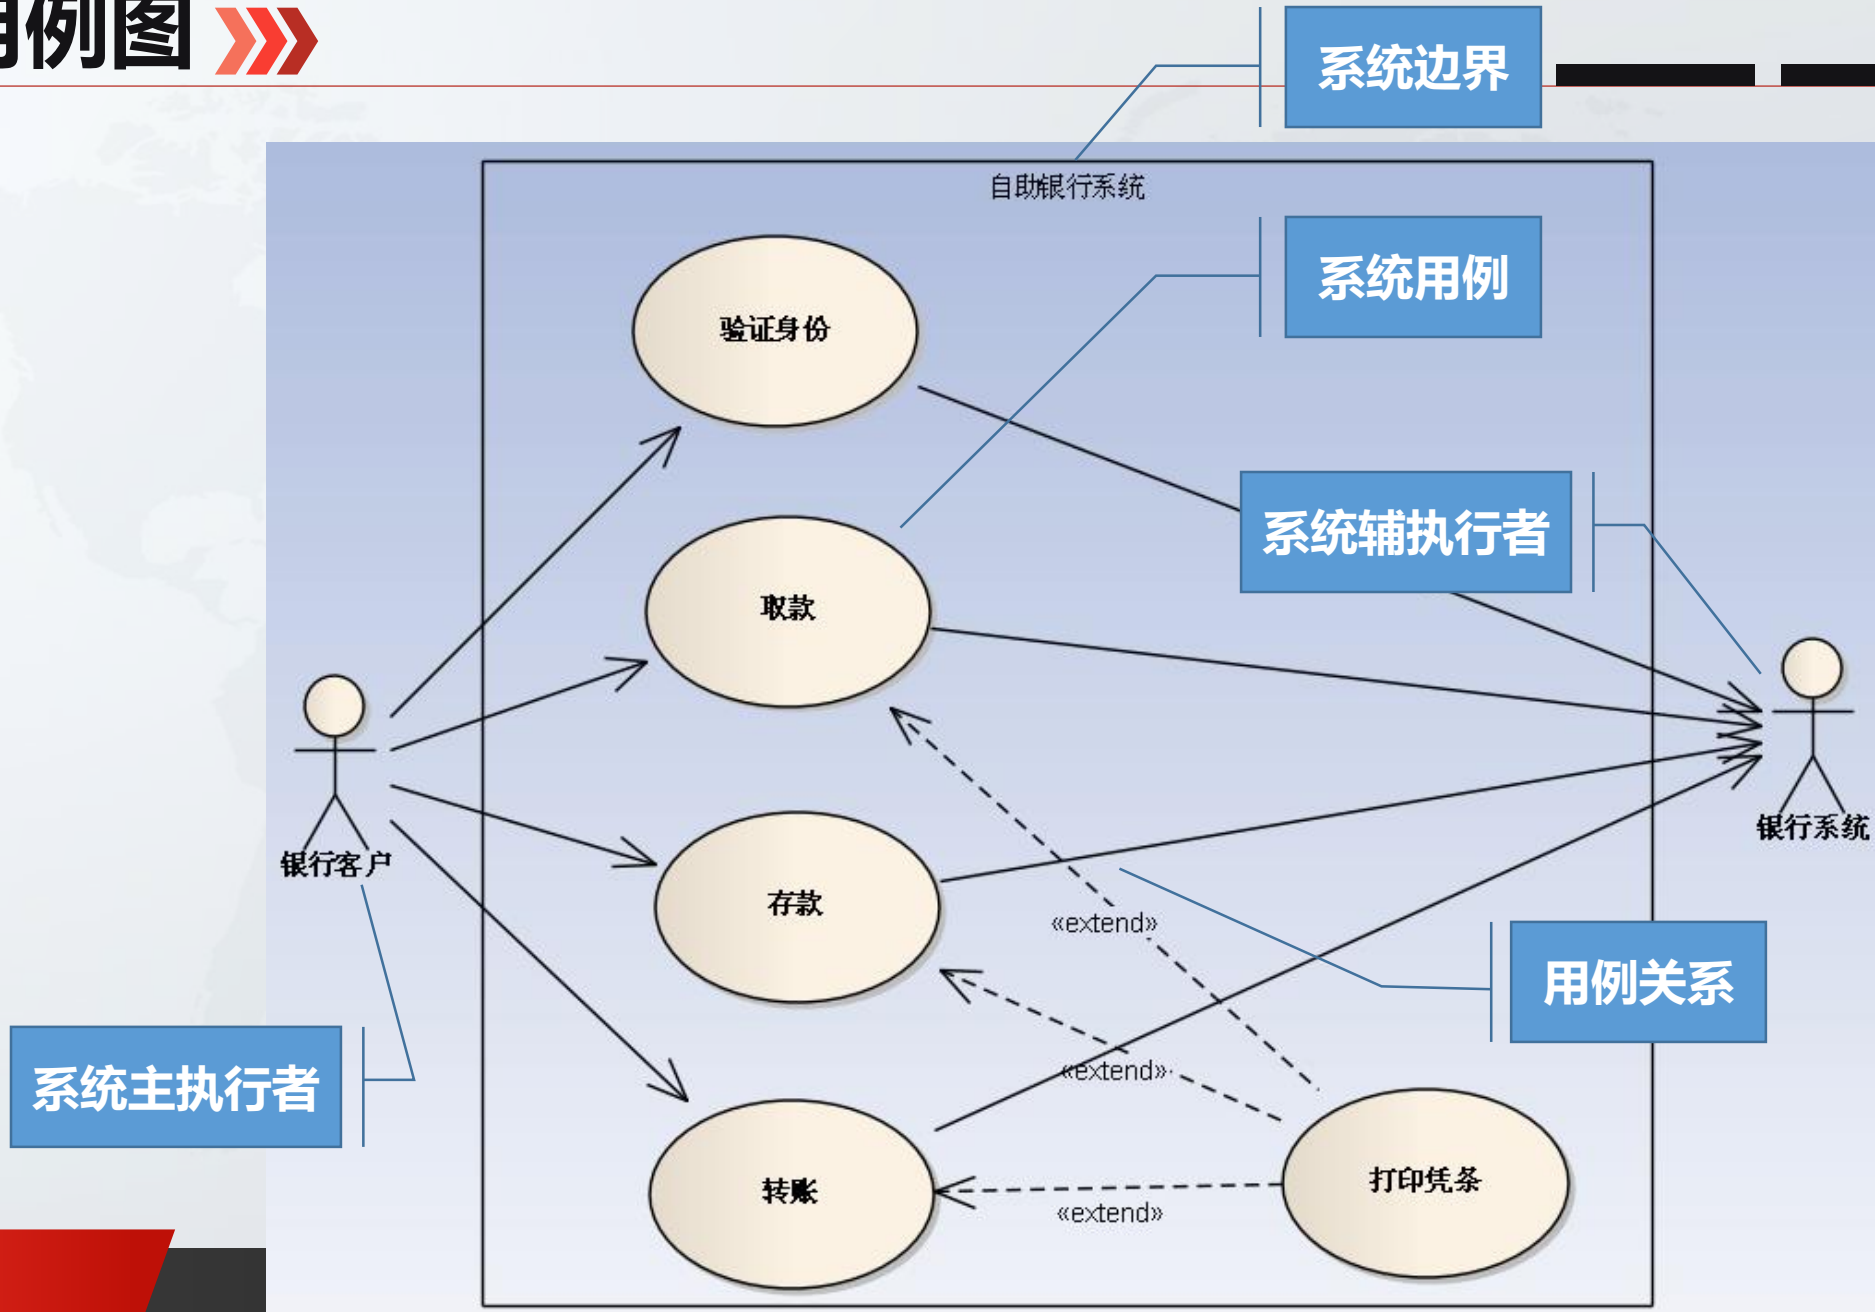 用例图
系统边界
自助银行系统
系统用例
验证身份
系统辅执行者
取款
银行系统
银行客户
存款
«extend»
用例关系
系统主执行者
«extend»
转账
打印凭条
«extend»